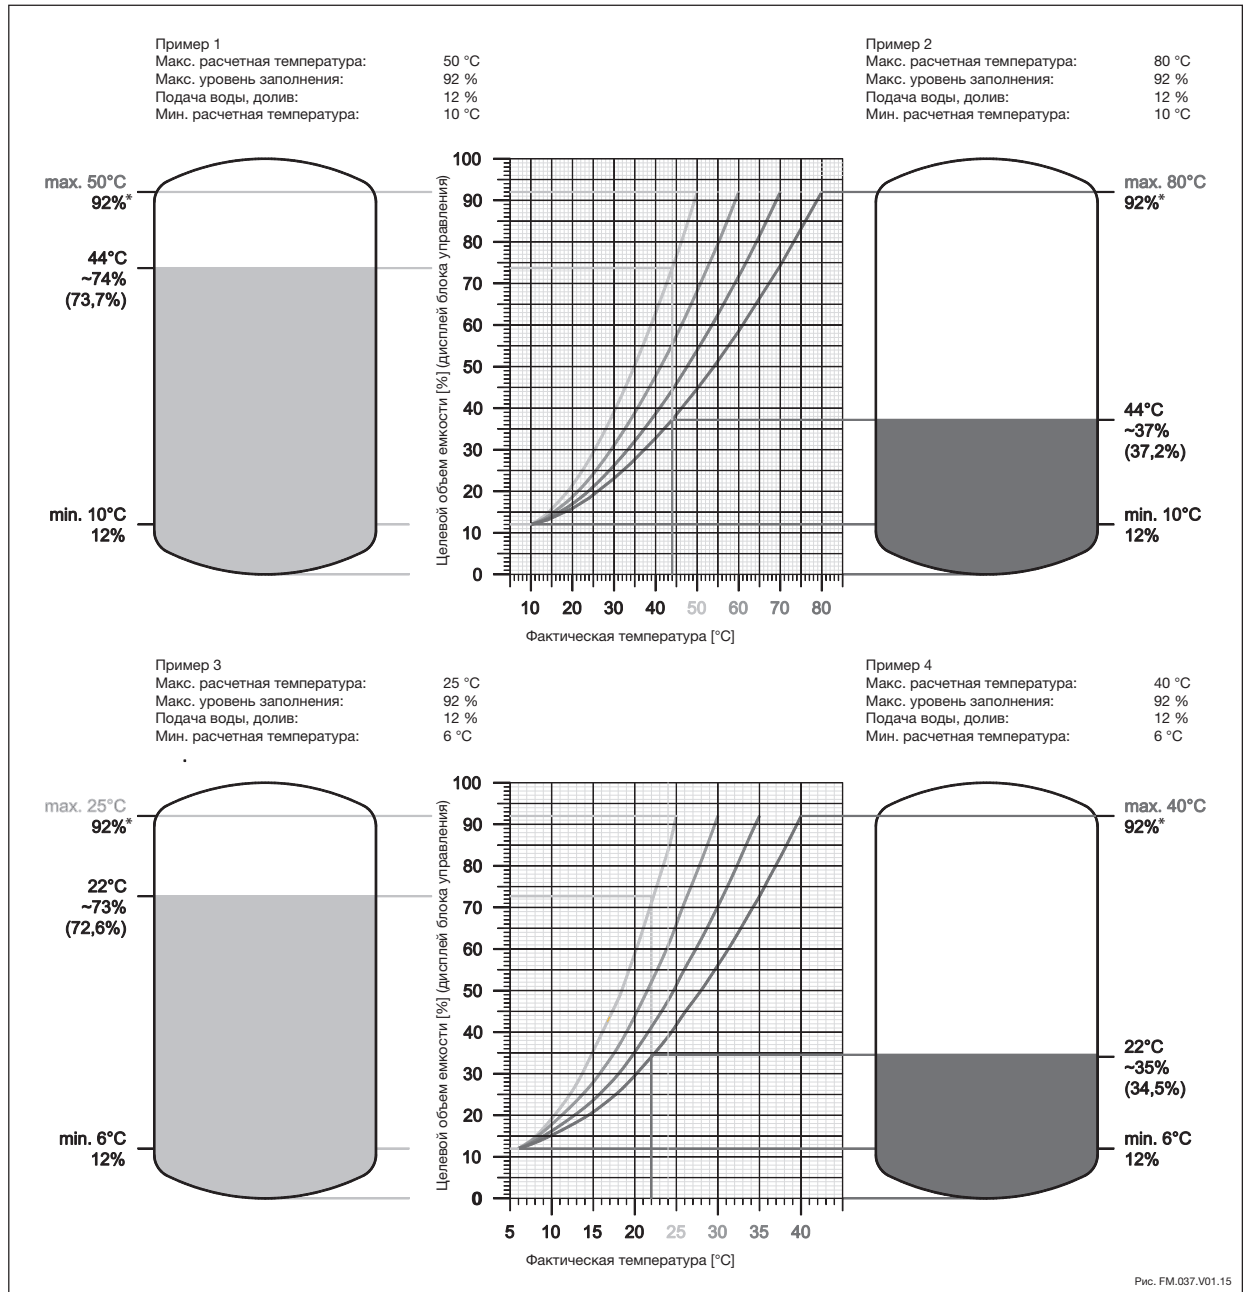 Пример 1
Макс. расчетная температура: 50 °C
Макс. уровень заполнения: 92 %
Подача воды, долив: 12 %
Мин. расчетная температура: 10 °C
Пример 2
Макс. расчетная температура: 80 °C
Макс. уровень заполнения: 92 %
Подача воды, долив: 12 %
Мин. расчетная температура: 10 °C
max. 50°C
92%*
44°C
~74%
(73,7%)
min. 10°C
12%
Целевой объем емкости [%] (дисплей блока управления)
100
90
80
70
60
50
40
30
20
10
0
10 20 30 40 50 60 70 80
Фактическая температура [°C]
max. 80°C
92%*
44°C
~37%
(37,2%)
min. 10°C
12%
Пример 3
Макс. расчетная температура: 25 °C
Макс. уровень заполнения: 92 %
Подача воды, долив: 12 %
Мин. расчетная температура: 6 °C
Пример 4
Макс. расчетная температура: 40 °C
Макс. уровень заполнения: 92 %
Подача воды, долив: 12 %
Мин. расчетная температура: 6 °C
max. 25°C
92%*
22°C
~73%
(72,6%)
min. 6°C
12%
Целевой объем емкости [%] (дисплей блока управления)
100
90
80
70
60
50
40
30
20
10
0
5 10 15 20 25 30 35 40
Фактическая температура [°C]
max. 40°C
92%*
22°C
~35%
(34,5%)
min. 6°C
12%
Рис. FM.037.V01.15